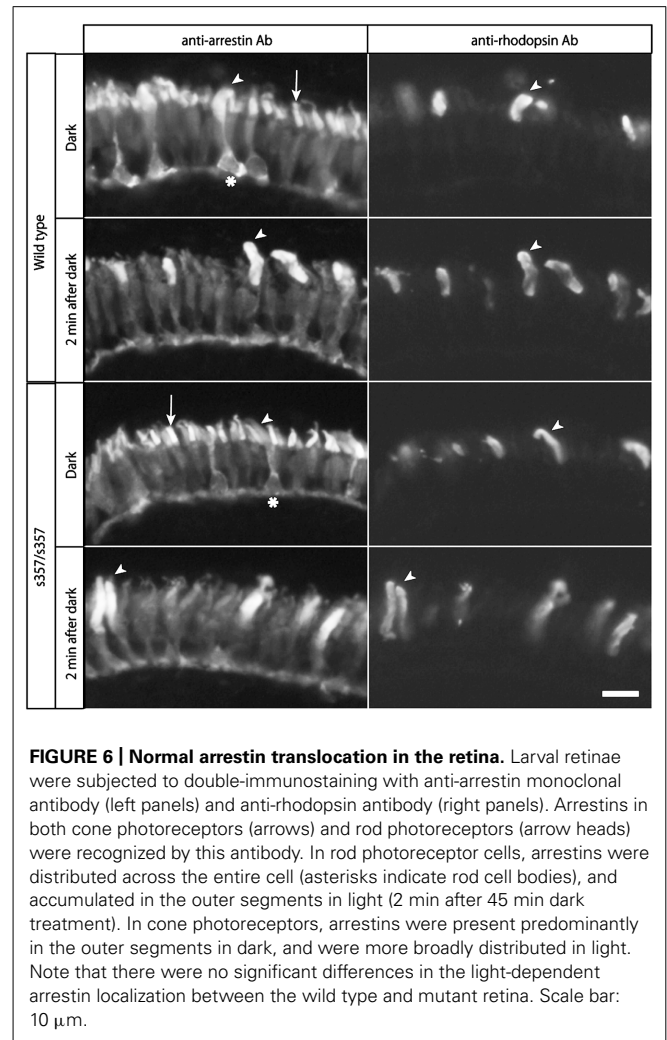 anti-arrestin Ab
anti-rhodopsin Ab
Wild type
Dark
2 min after dark
s357/s357
Dark
2 min after dark
*
*
FIGURE 6 | Normal arrestin translocation in the retina. Larval retinae
were subjected to double-immunostaining with anti-arrestin monoclonal
antibody (left panels) and anti-rhodopsin antibody (right panels). Arrestins in
both cone photoreceptors (arrows) and rod photoreceptors (arrow heads)
were recognized by this antibody. In rod photoreceptor cells, arrestins were
distributed across the entire cell (asterisks indicate rod cell bodies), and
accumulated in the outer segments in light (2 min after 45 min dark
treatment). In cone photoreceptors, arrestins were present predominantly
in the outer segments in dark, and were more broadly distributed in light.
Note that there were no significant differences in the light-dependent
arrestin localization between the wild type and mutant retina. Scale bar:
10 μm.